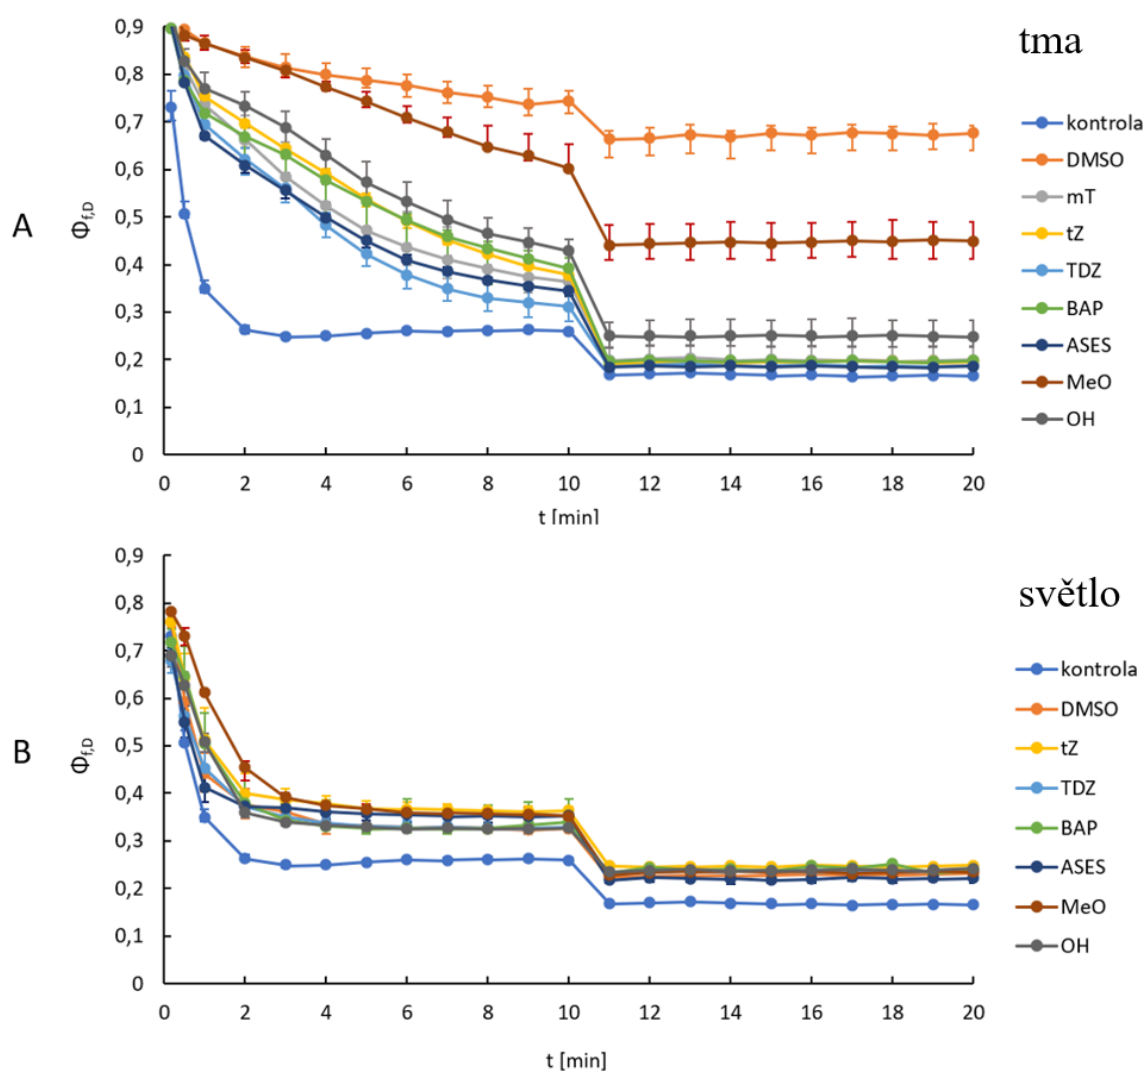 0,9
tma
0,8
0,7
kontrola
DMSO
0,6
mT
A
Φf,D
0,5
tZ
0,4
TDZ
BAP
0,3
ASES
0,2
MeO
0,1
OH
0
0 2 4 6 8 10 12 14 16 18 20
t [min]
0,9
světlo
0,8
0,7
kontrola
0,6
DMSO
B
Φf,D
0,5
tZ
TDZ
0,4
BAP
0,3
ASES
0,2
MeO
0,1
OH
0
0 2 4 6 8 10 12 14 16 18 20
t [min]